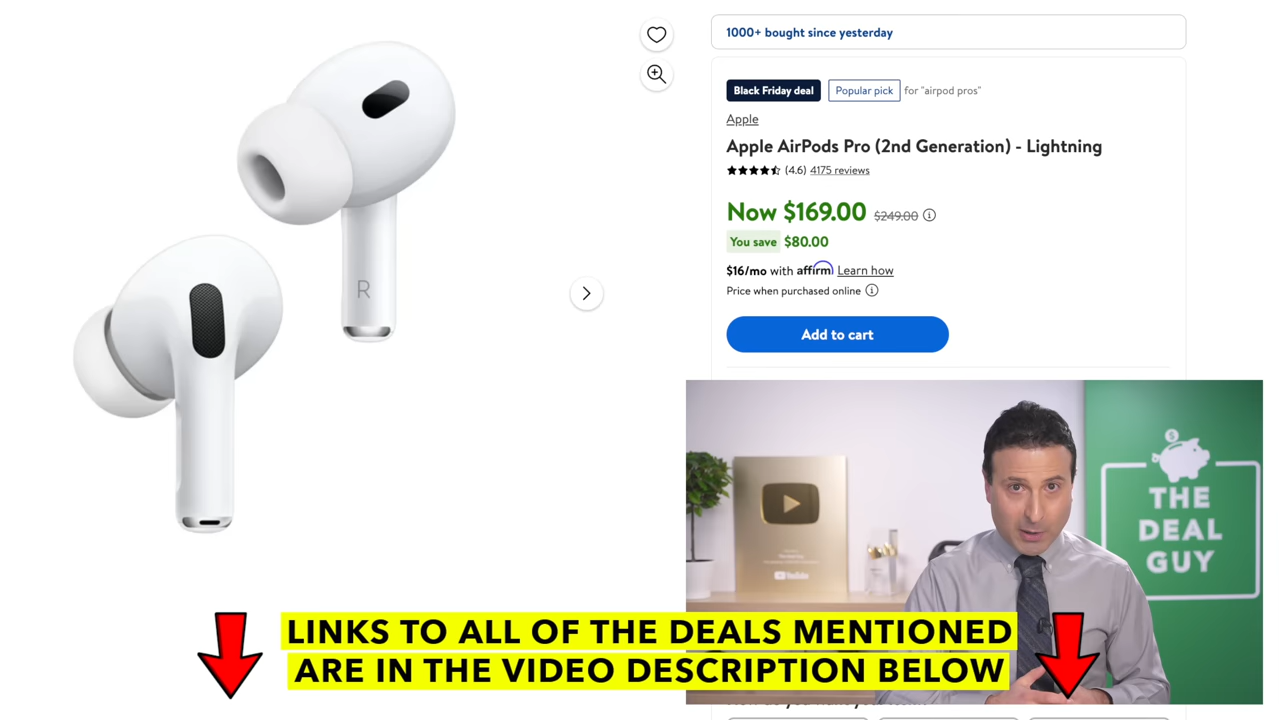 1000+ bought since yesterday
Black Friday deal
Popular pick
for "airpod pros"
Apple
Apple AirPods Pro (2nd Generation) - Lightning
(4.6) 4175 reviews
Now $169.00 $249.00
You save $80.00
$16/mo with affirm Learn how
Price when purchased online
Add to cart
R
THE
DEAL
GUY
YouTube
LINKS TO ALL OF THE DEALS MENTIONED
ARE IN THE VIDEO DESCRIPTION BELOW